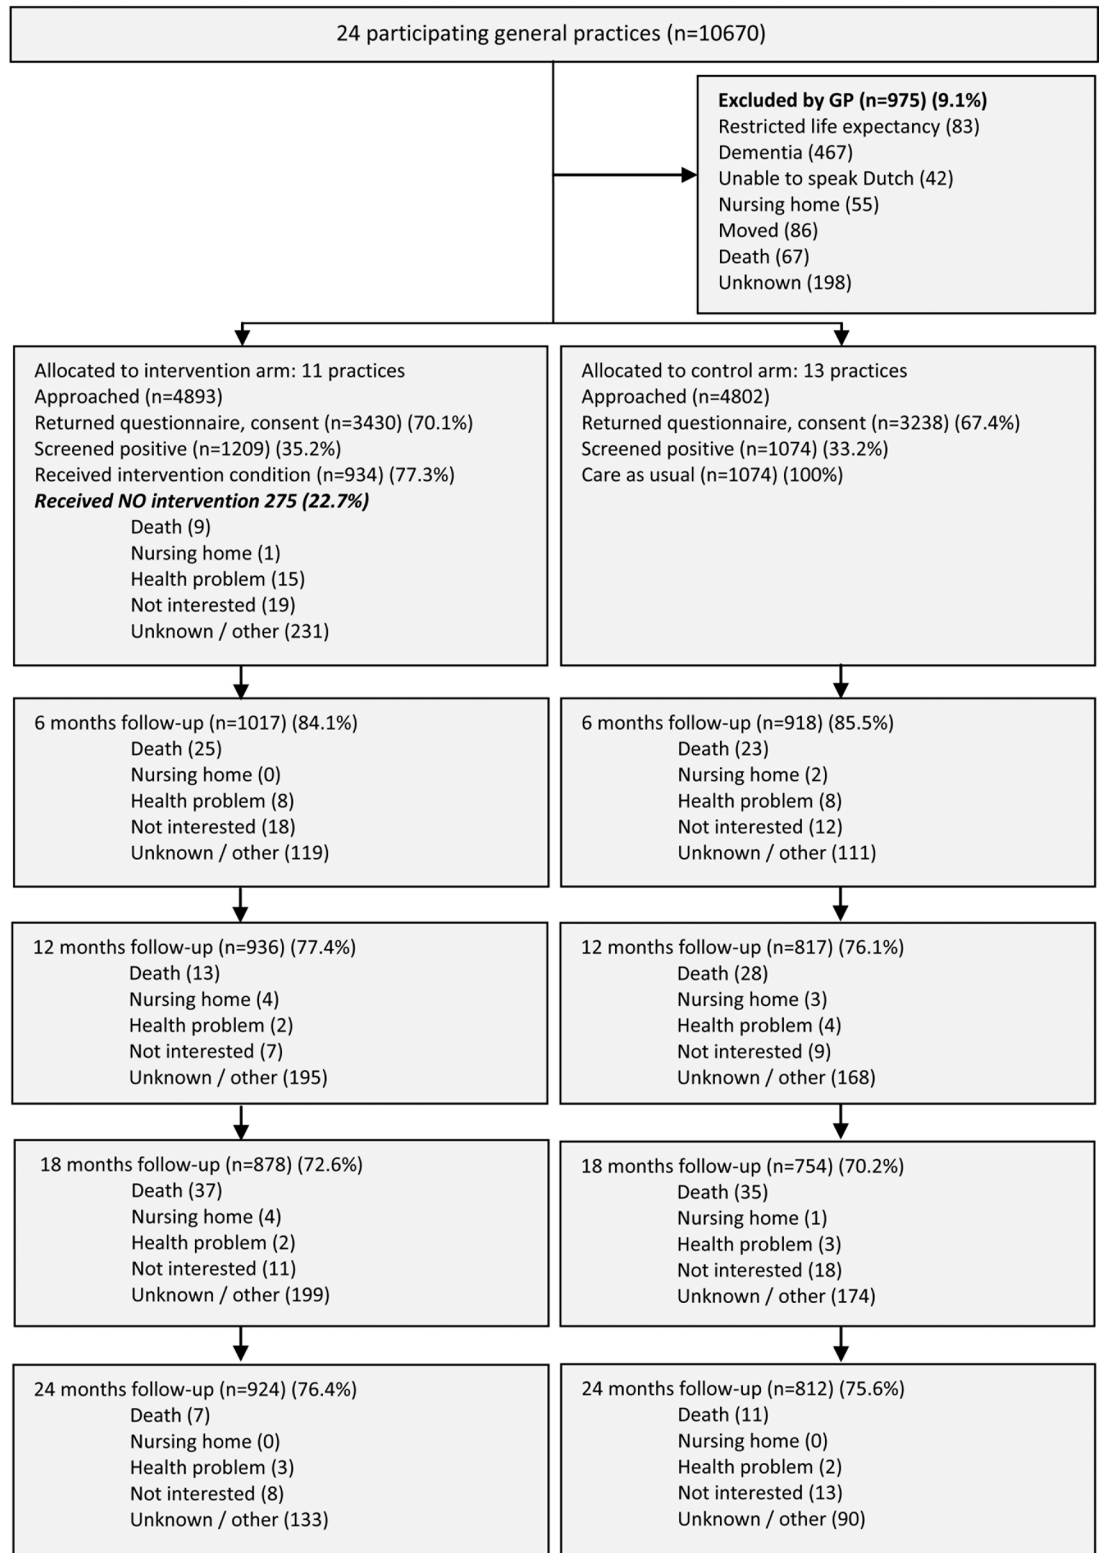 24 participating general practices (n=10670)
Excluded by GP (n=975) (9.1%)
Restricted life expectancy (83)
Dementia (467)
Unable to speak Dutch (42)
Nursing home (55)
Moved (86)
Death (67)
Unknown (198)
Allocated to intervention arm: 11 practices
Approached (n=4893)
Returned questionnaire, consent (n=3430) (70.1%)
Screened positive (n=1209) (35.2%)
Received intervention condition (n=934) (77.3%)
Received NO intervention 275 (22.7%)
Death (9)
Nursing home (1)
Health problem (15)
Not interested (19)
Unknown / other (231)
Allocated to control arm: 13 practices
Approached (n=4802)
Returned questionnaire, consent (n=3238) (67.4%)
Screened positive (n=1074) (33.2%)
Care as usual (n=1074) (100%)
6 months follow-up (n=1017) (84.1%)
Death (25)
Nursing home (0)
Health problem (8)
Not interested (18)
Unknown / other (119)
6 months follow-up (n=918) (85.5%)
Death (23)
Nursing home (2)
Health problem (8)
Not interested (12)
Unknown / other (111)
12 months follow-up (n=936) (77.4%)
Death (13)
Nursing home (4)
Health problem (2)
Not interested (7)
Unknown / other (195)
12 months follow-up (n=817) (76.1%)
Death (28)
Nursing home (3)
Health problem (4)
Not interested (9)
Unknown / other (168)
18 months follow-up (n=878) (72.6%)
Death (37)
Nursing home (4)
Health problem (2)
Not interested (11)
Unknown / other (199)
18 months follow-up (n=754) (70.2%)
Death (35)
Nursing home (1)
Health problem (3)
Not interested (18)
Unknown / other (174)
24 months follow-up (n=924) (76.4%)
Death (7)
Nursing home (0)
Health problem (3)
Not interested (8)
Unknown / other (133)
24 months follow-up (n=812) (75.6%)
Death (11)
Nursing home (0)
Health problem (2)
Not interested (13)
Unknown / other (90)